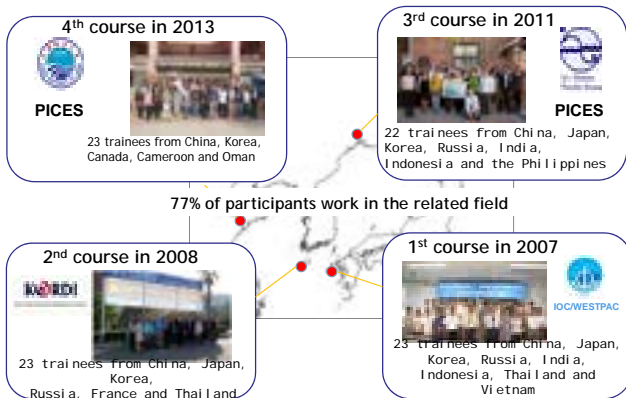 4th course in 2013
PICES
23 trainees from China, Korea,
Canada, Cameroon and Oman
3rd course in 2011
PICES
22 trainees from China, Japan,
Korea, Russia, India,
Indonesia and the Philippines
77% of participants work in the related field
2nd course in 2008
KORDI
23 trainees from China, Japan,
Korea,
Russia, France and Thailand
1st course in 2007
IOC/WESTPAC
23 trainees from China, Japan,
Korea, Russia, India,
Indonesia, Thailand and
Vietnam